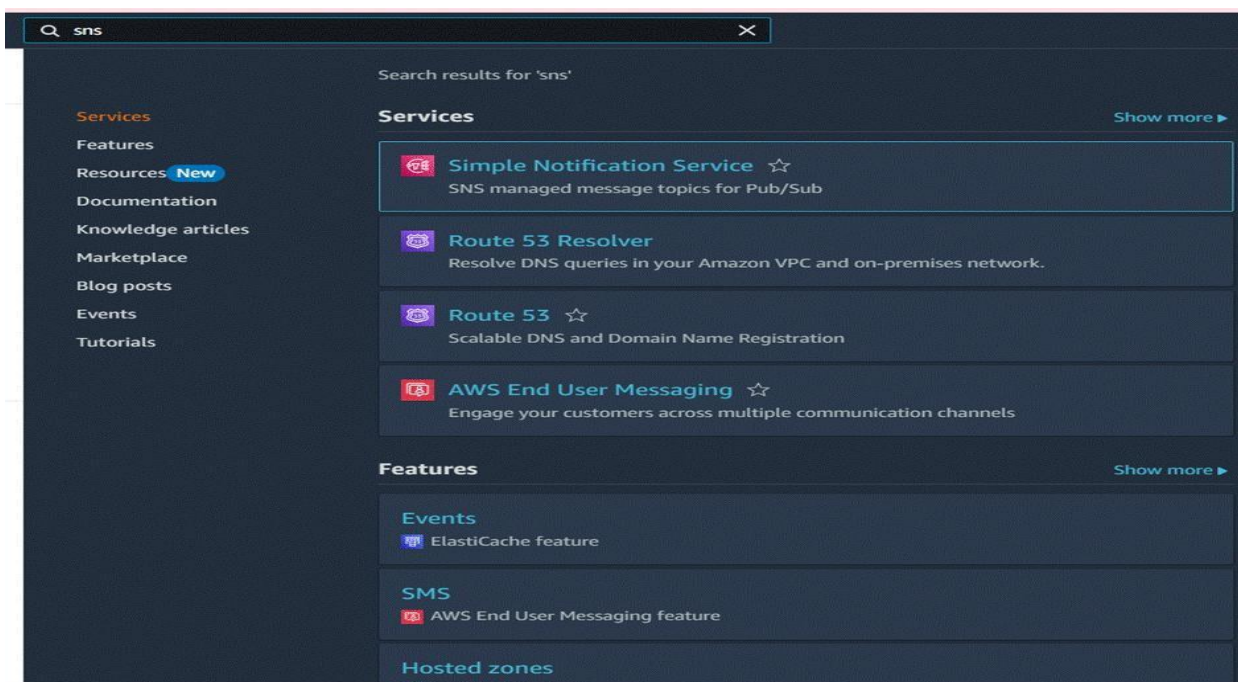 sns
Search results for 'sns'
Services
Features
Resources New
Documentation
Knowledge articles
Marketplace
Blog posts
Events
Tutorials
Services
Show more
Simple Notification Service
SNS managed message topics for Pub/Sub
Route 53 Resolver
Resolve DNS queries in your Amazon VPC and on-premises network.
Route 53
Scalable DNS and Domain Name Registration
AWS End User Messaging
Engage your customers across multiple communication channels
Features
Show more
Events
ElastiCache feature
SMS
AWS End User Messaging feature
Hosted zones